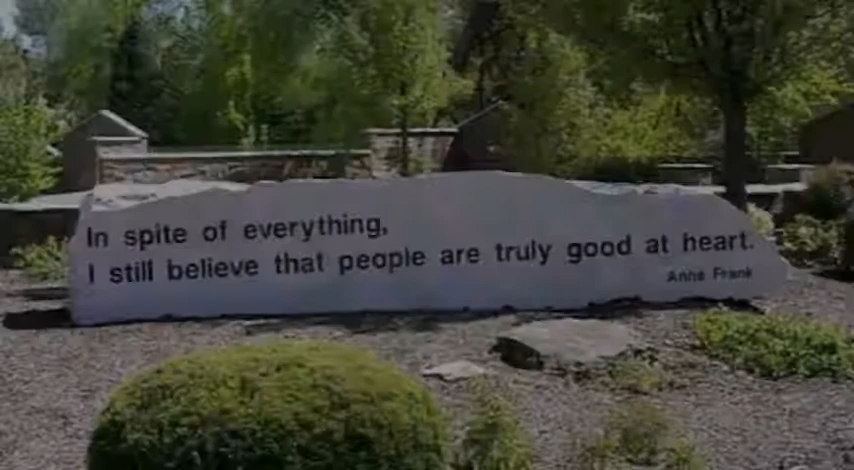 In spite of everything,
I still believe that people are truly good at heart.
Anne Frank